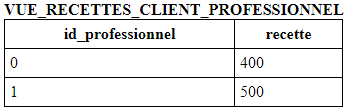 VUE_RECETTES_CLIENT_PROFESSIONNEL
id_professionnel recette
0 400
1 500